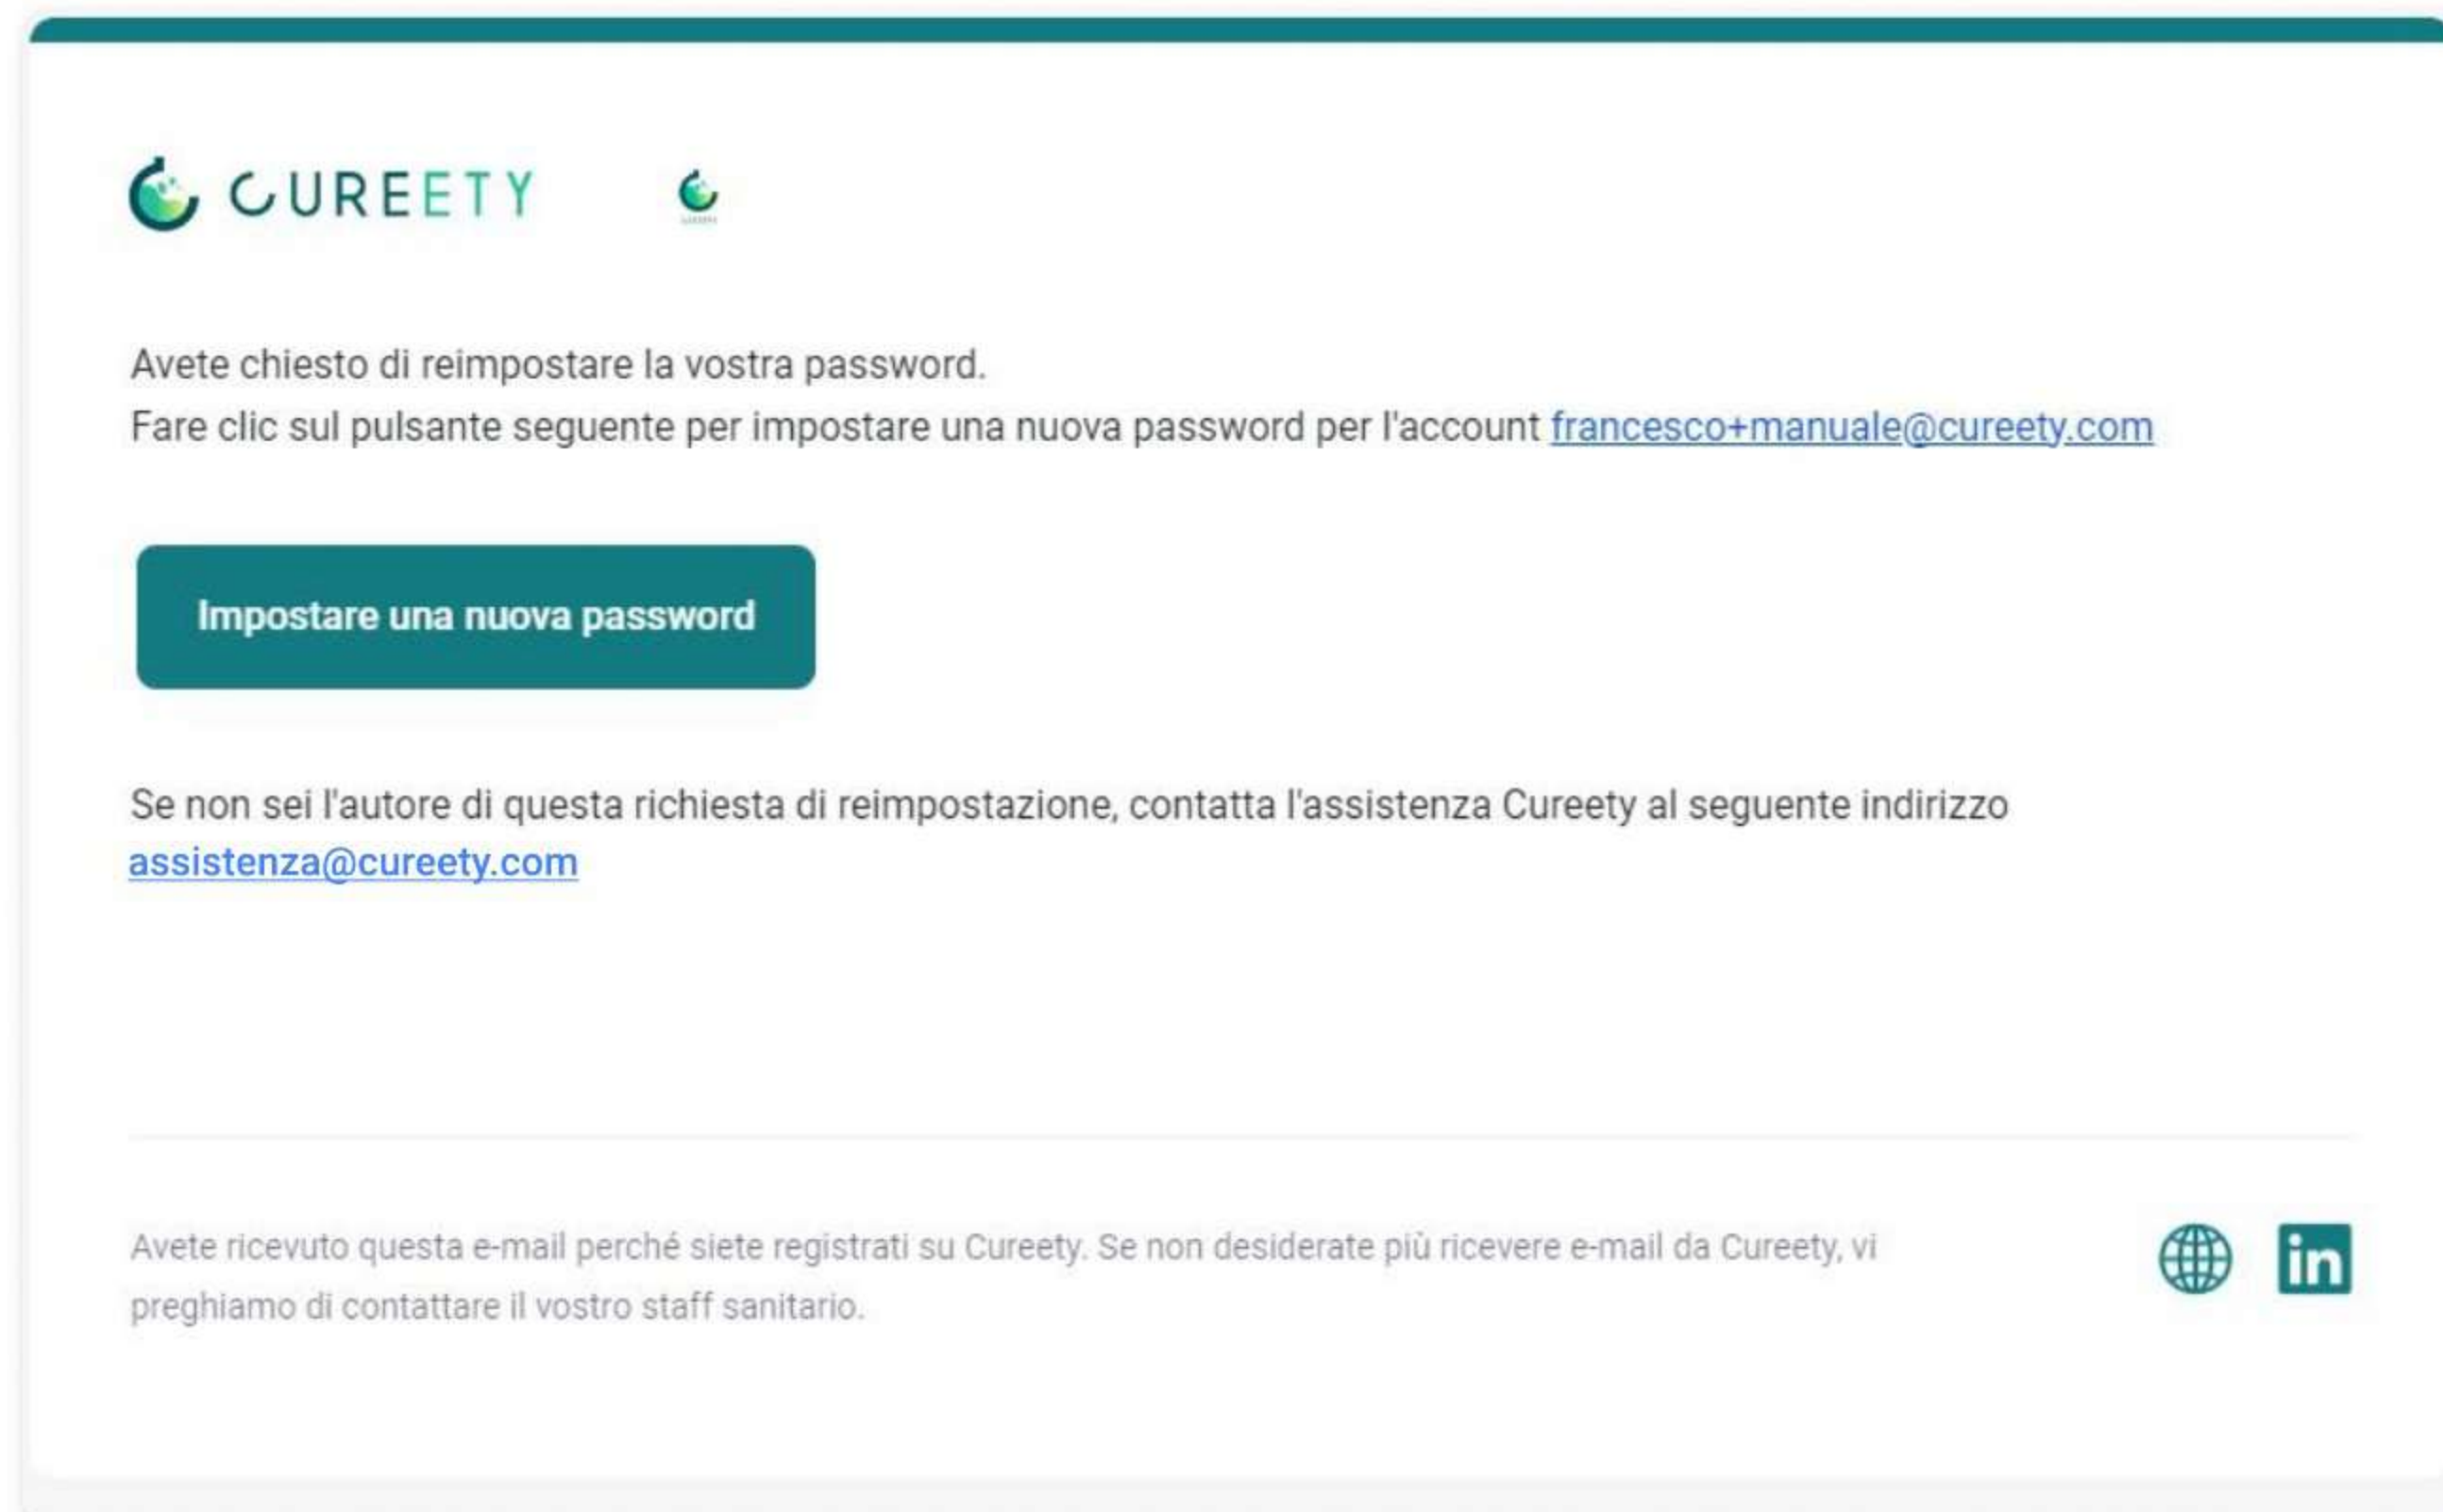 CUREETY
Avete chiesto di reimpostare la vostra password.
Fare clic sul pulsante seguente per impostare una nuova password per l'account francesco+manuale@cureety.com
Impostare una nuova password
Se non sei l'autore di questa richiesta di reimpostazione, contatta l'assistenza Cureety al seguente indirizzo
assistenza@cureety.com
Avete ricevuto questa e-mail perché siete registrati su Cureety. Se non desiderate più ricevere e-mail da Cureety, vi
preghiamo di contattare il vostro staff sanitario.
in